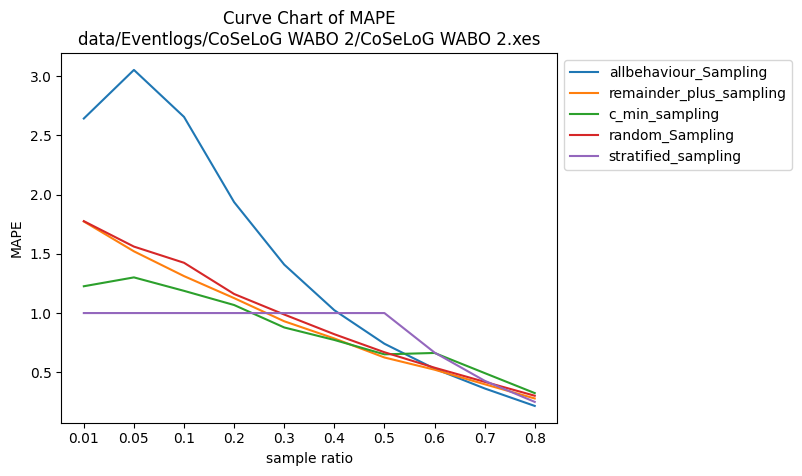 Curve Chart of MAPE
data/Eventlogs/CoSeLoG WABO 2/CoSeLoG WABO 2.xes
allbehaviour_Sampling
remainder_plus_sampling
c_min_sampling
random_Sampling
stratified_sampling
MAPE
3.0
2.5
2.0
1.5
1.0
0.5
0.01 0.05 0.1 0.2 0.3 0.4 0.5 0.6 0.7 0.8
sample ratio